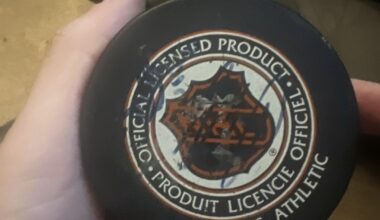 OFFICIAL LICENSED PRODUCT •
PRODUIT LICENCIE OFFICIEL •
®
ATHLETIC